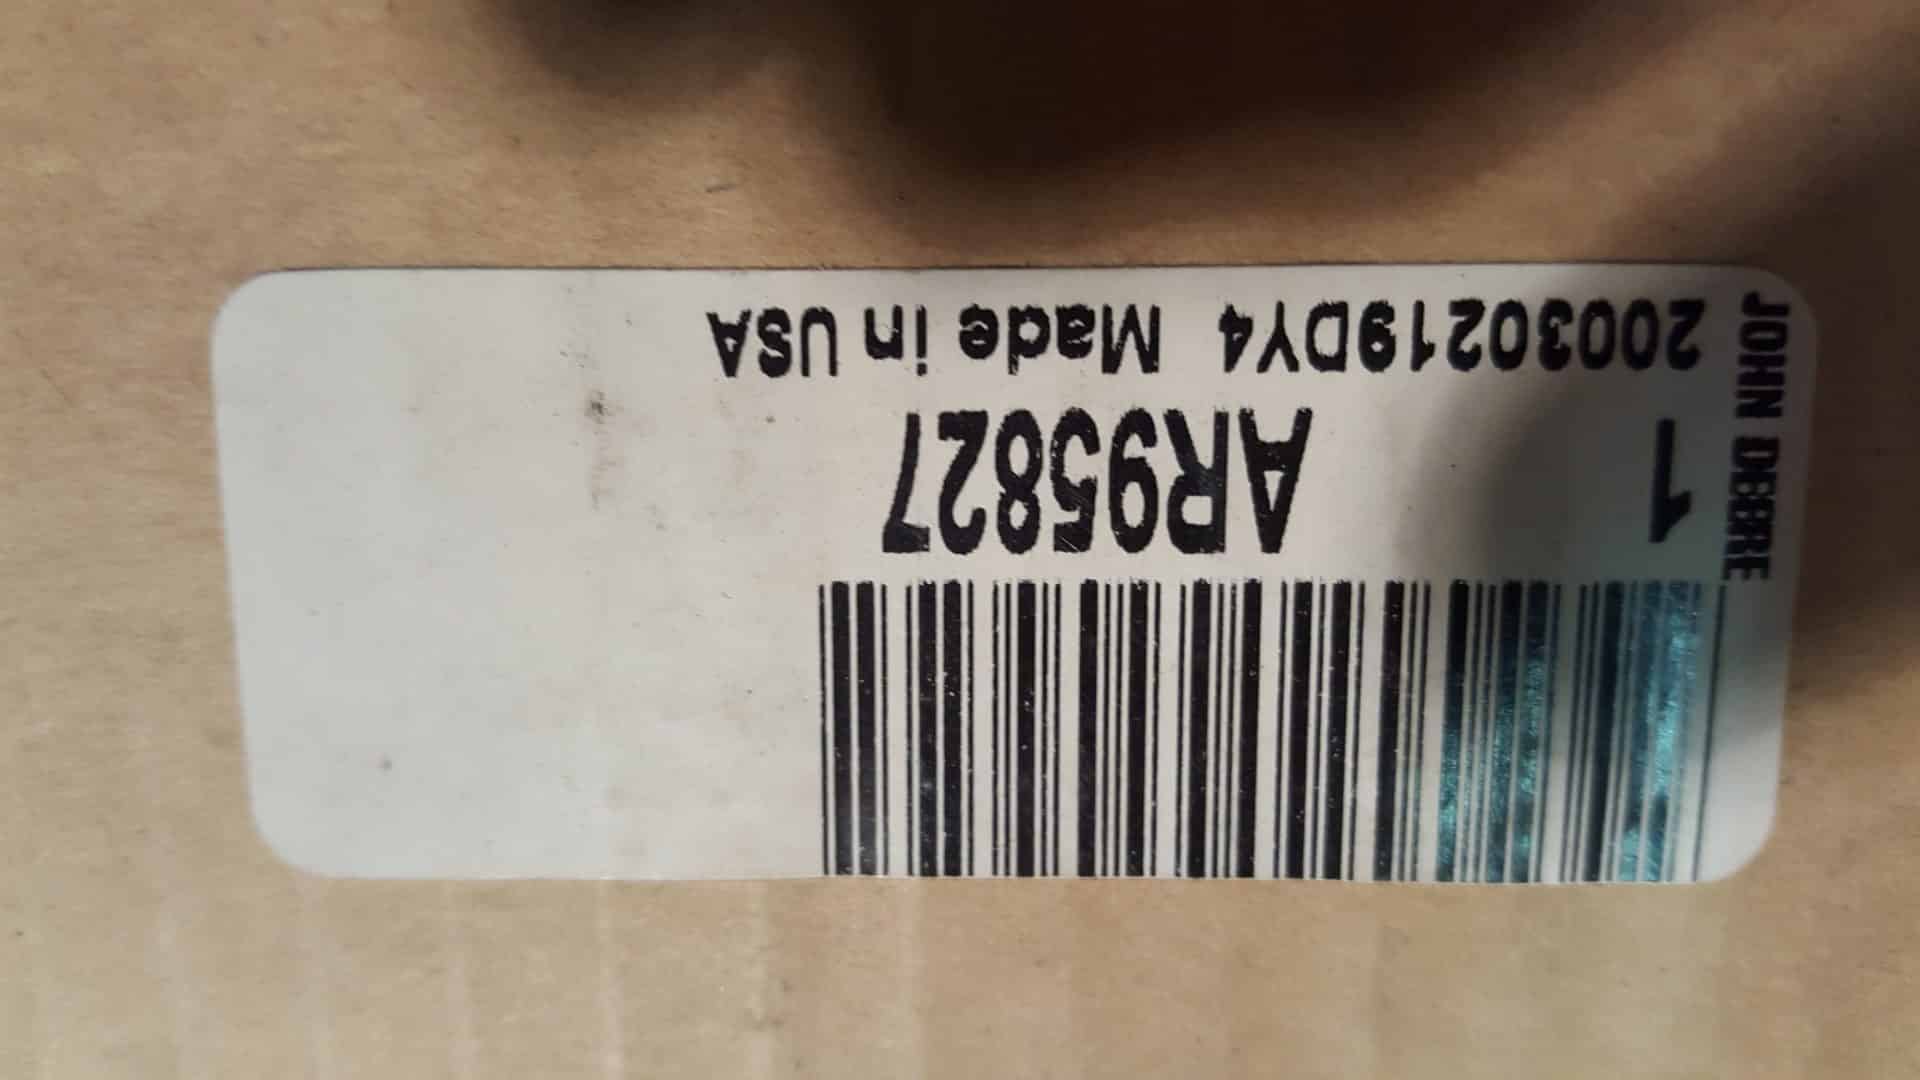 JOHN DEERE
1 AR95827
20030219DY4 Made in USA